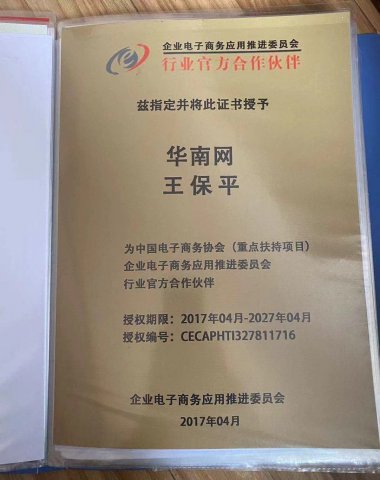 企业电子商务应用推进委员会
行业官方合作伙伴
兹指定并将此证书授予
华南网
王保平
为中国电子商务协会（重点扶持项目）
企业电子商务应用推进委员会
行业官方合作伙伴
授权期限：2017年04月-2027年04月
授权编号：CECAPHTI327811716
企业电子商务应用推进委员会
2017年04月